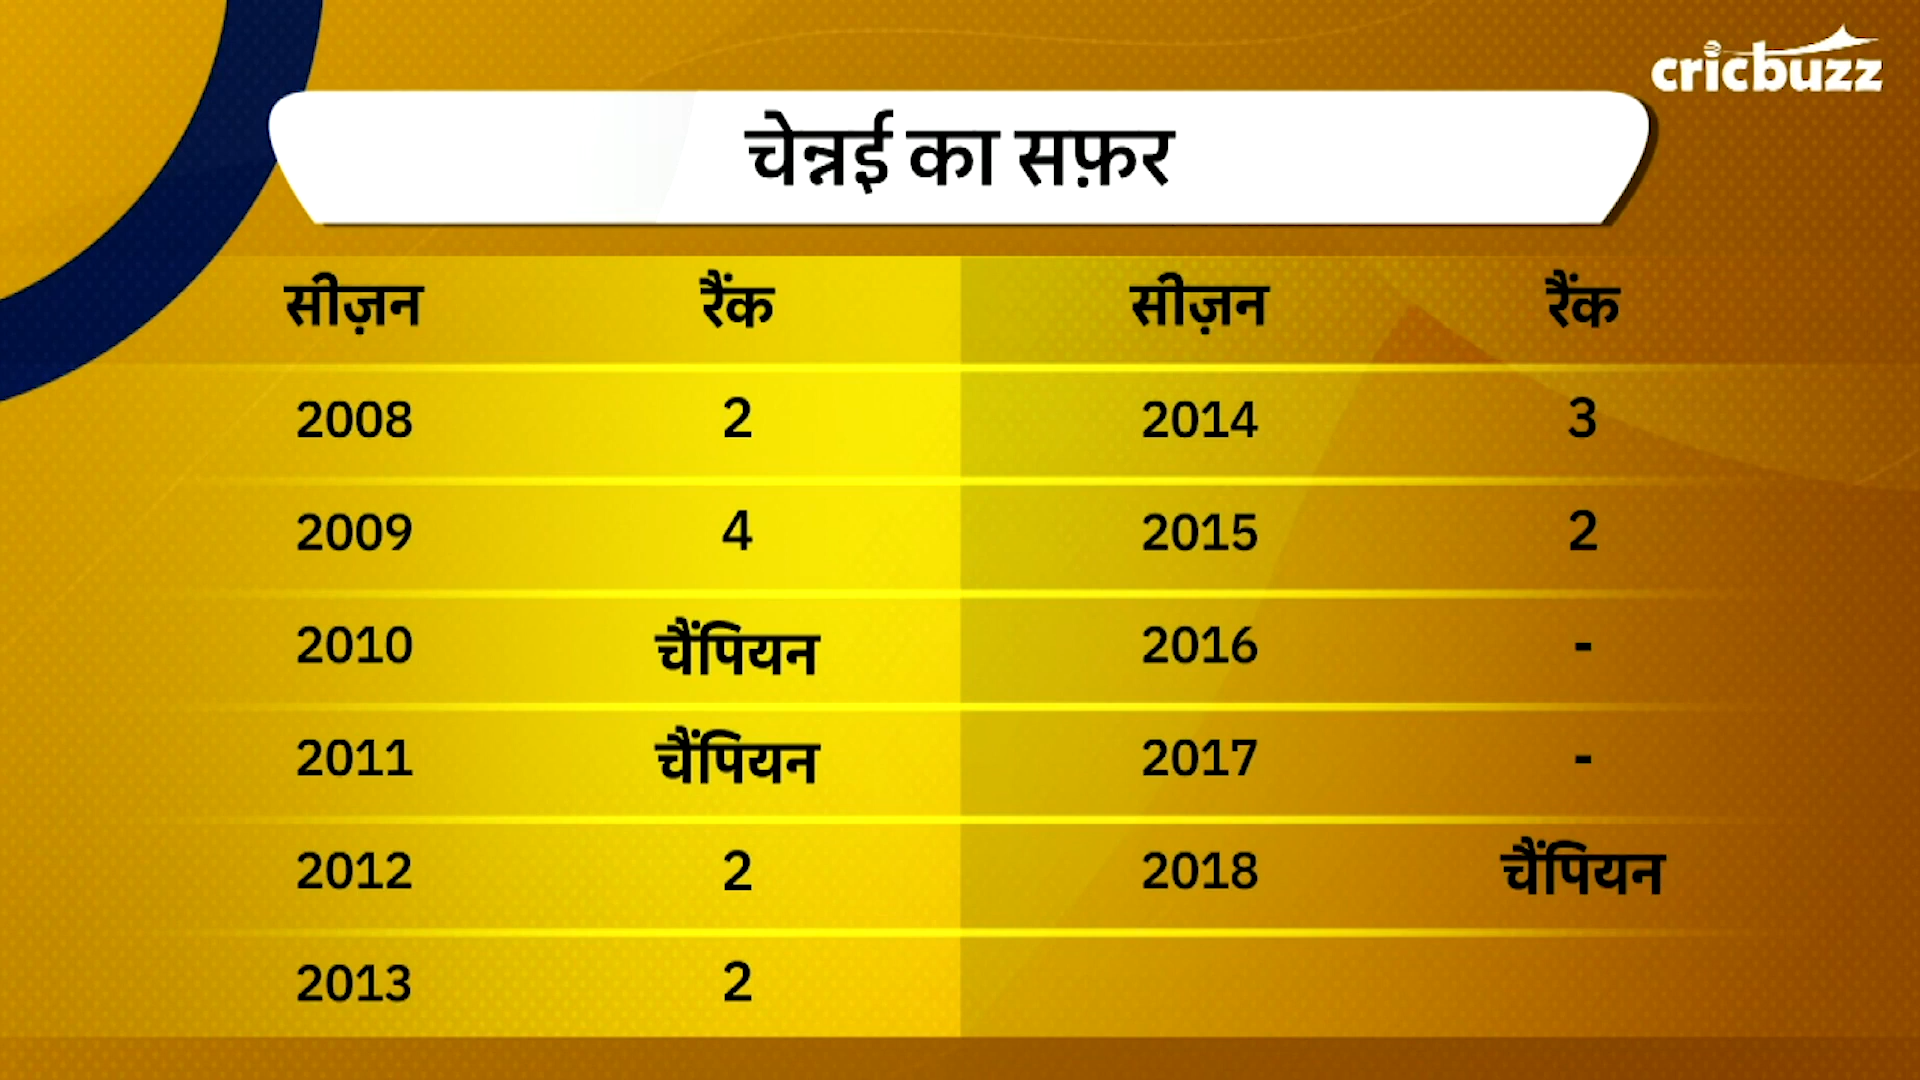 cricbuzz
चेन्नई का सफ़र
सीज़न रैंक सीज़न रैंक
2008 2 2014 3
2009 4 2015 2
2010 चैंपियन 2016 -
2011 चैंपियन 2017 -
2012 2 2018 चैंपियन
2013 2